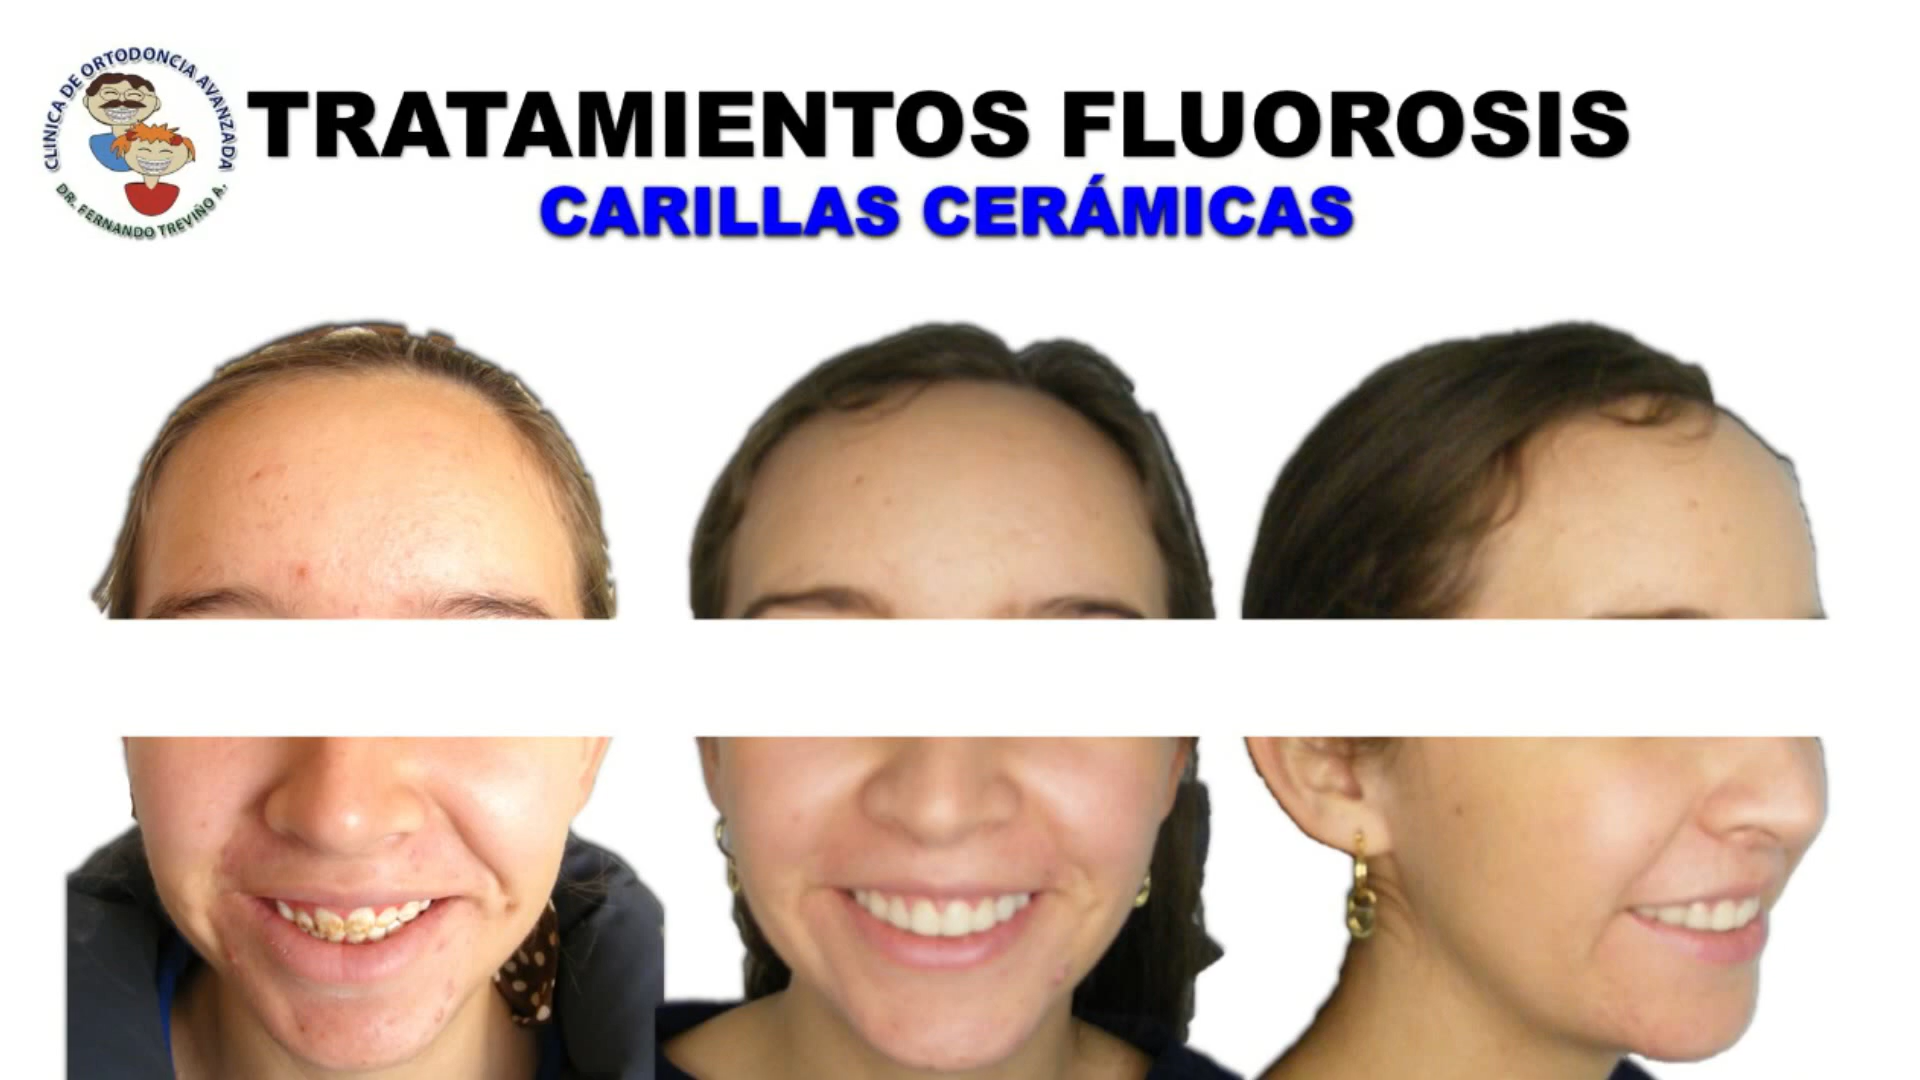 CLINICA DE ORTODONCIA AVANZADA
DR. FERNANDO TREVIÑO A.
TRATAMIENTOS FLUOROSIS
CARILLAS CERÁMICAS